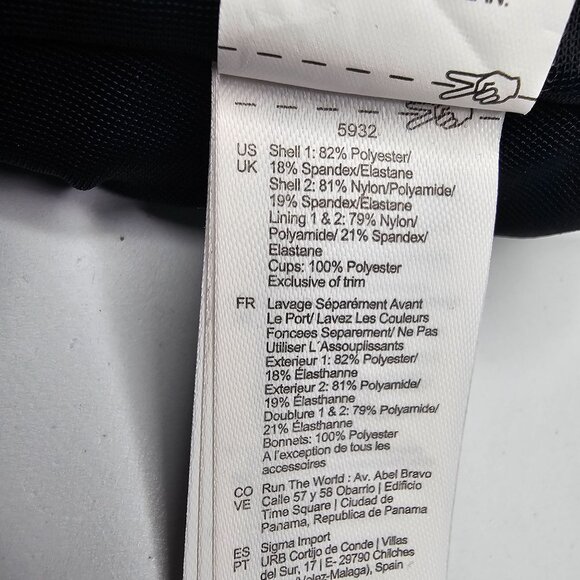 5932
US Shell 1: 82% Polyester/
UK 18% Spandex/Elastane
Shell 2: 81% Nylon/Polyamide/
19% Spandex/Elastane
Lining 1 & 2: 79% Nylon/
Polyamide/ 21% Spandex/
Elastane
Cups: 100% Polyester
Exclusive of trim
FR Lavage Séparément Avant
Le Port/ Lavez Les Couleurs
Foncees Separement/ Ne Pas
Utiliser L´Assouplissants
Exterieur 1: 82% Polyester/
18% Élasthanne
Exterieur 2: 81% Polyamide/
19% Élasthanne
Doublure 1 & 2: 79% Polyamide/
21% Élasthanne
Bonnets: 100% Polyester
A l´exception de tous les
accessoires
CO Run The World : Av. Abel Bravo
VE Calle 57 y 58 Obarrio | Edificio
Time Square | Ciudad de
Panamá, Republica de Panamá
ES Sigma Import
PT URB Cortijo de Conde | Villas
del Sur, 17 | E- 29790 Chilches
(Velez-Malaga), Spain